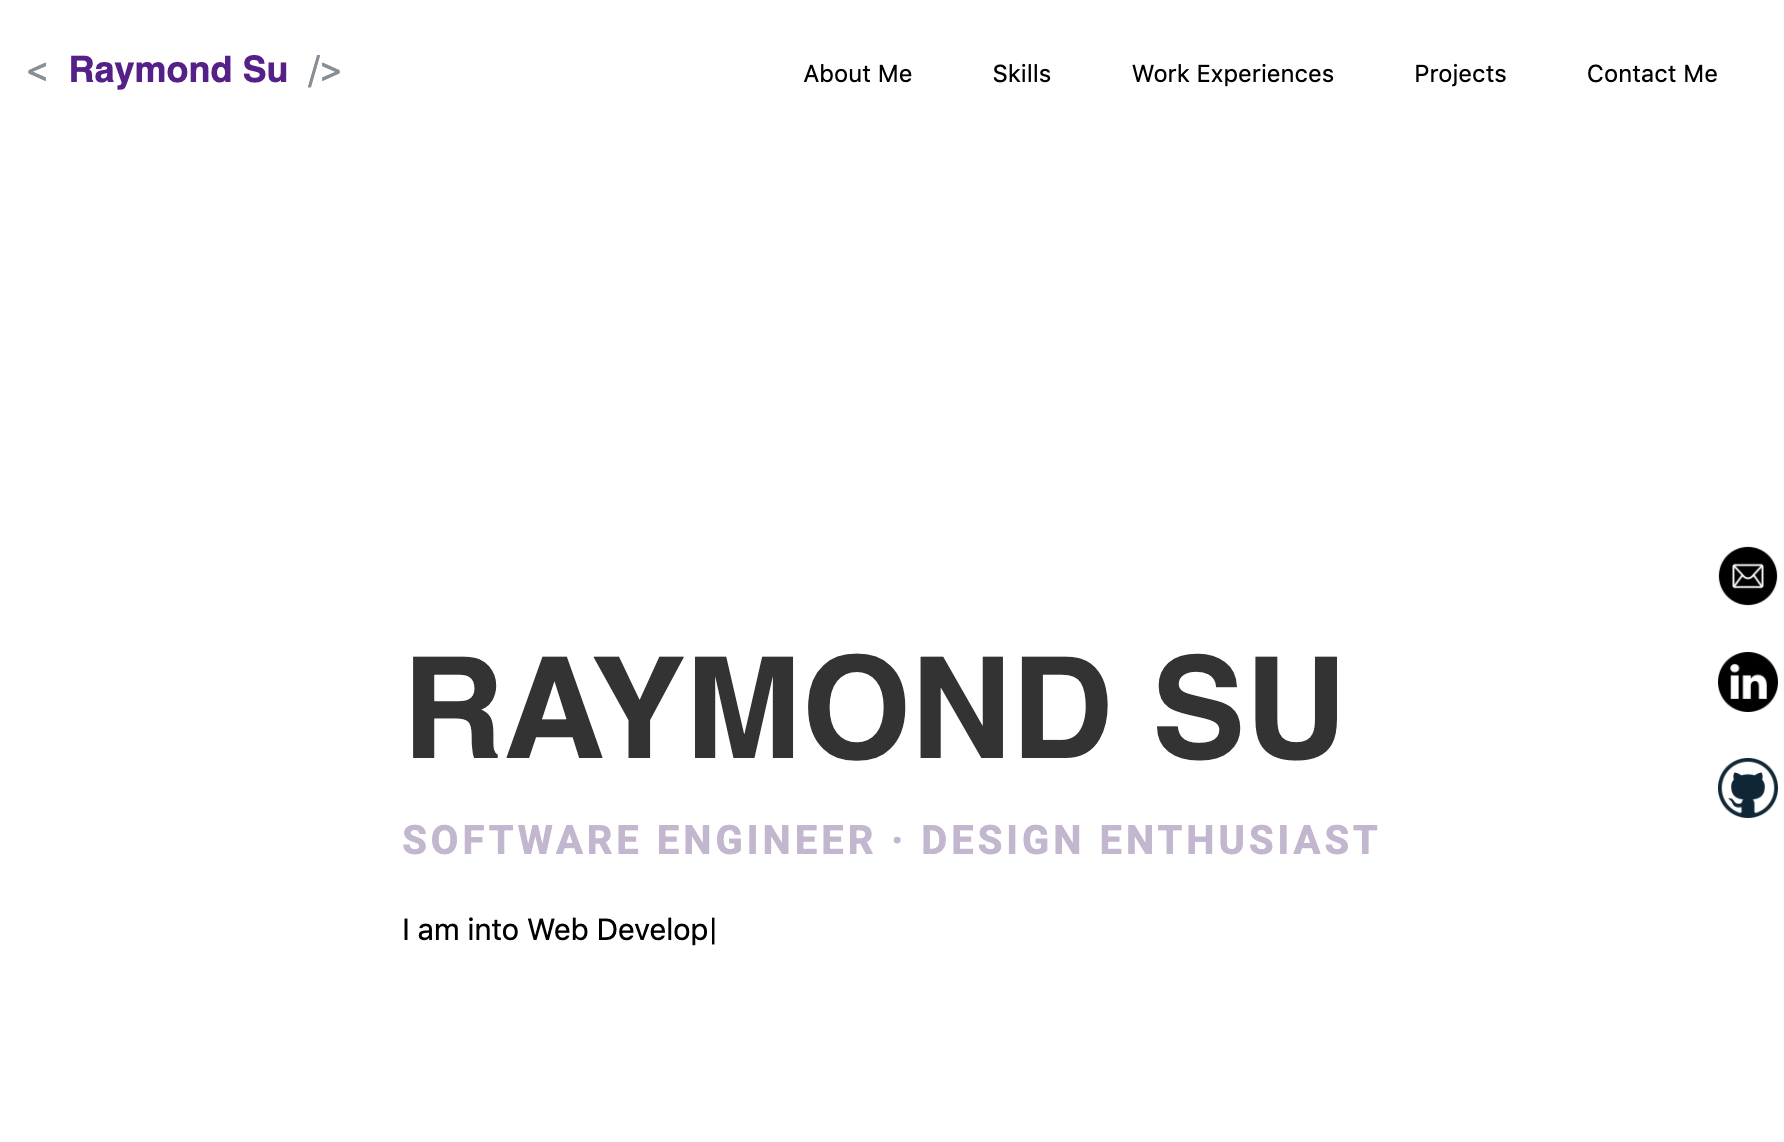 < Raymond Su />
About Me Skills Work Experiences Projects Contact Me
in
RAYMOND SU
SOFTWARE ENGINEER · DESIGN ENTHUSIAST
I am into Web Develop|